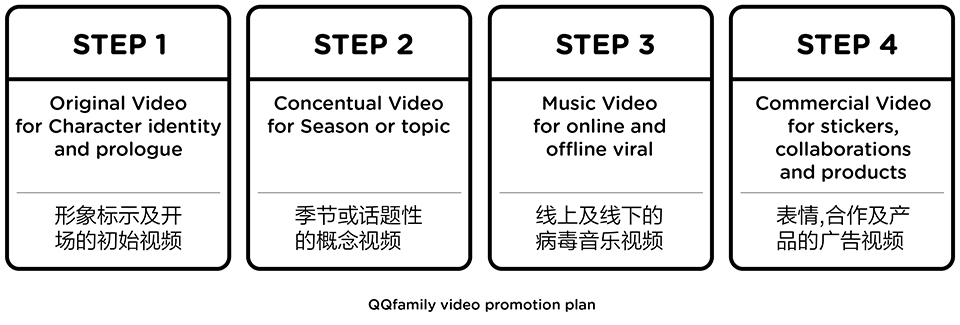 STEP 1
Original Video
for Character identity
and prologue
形象标示及开
场的初始视频
STEP 2
Concentual Video
for Season or topic
季节或话题性
的概念视频
STEP 3
Music Video
for online and
offline viral
线上及线下的
病毒音乐视频
STEP 4
Commercial Video
for stickers,
collaborations
and products
表情,合作及产
品的广告视频
QQfamily video promotion plan